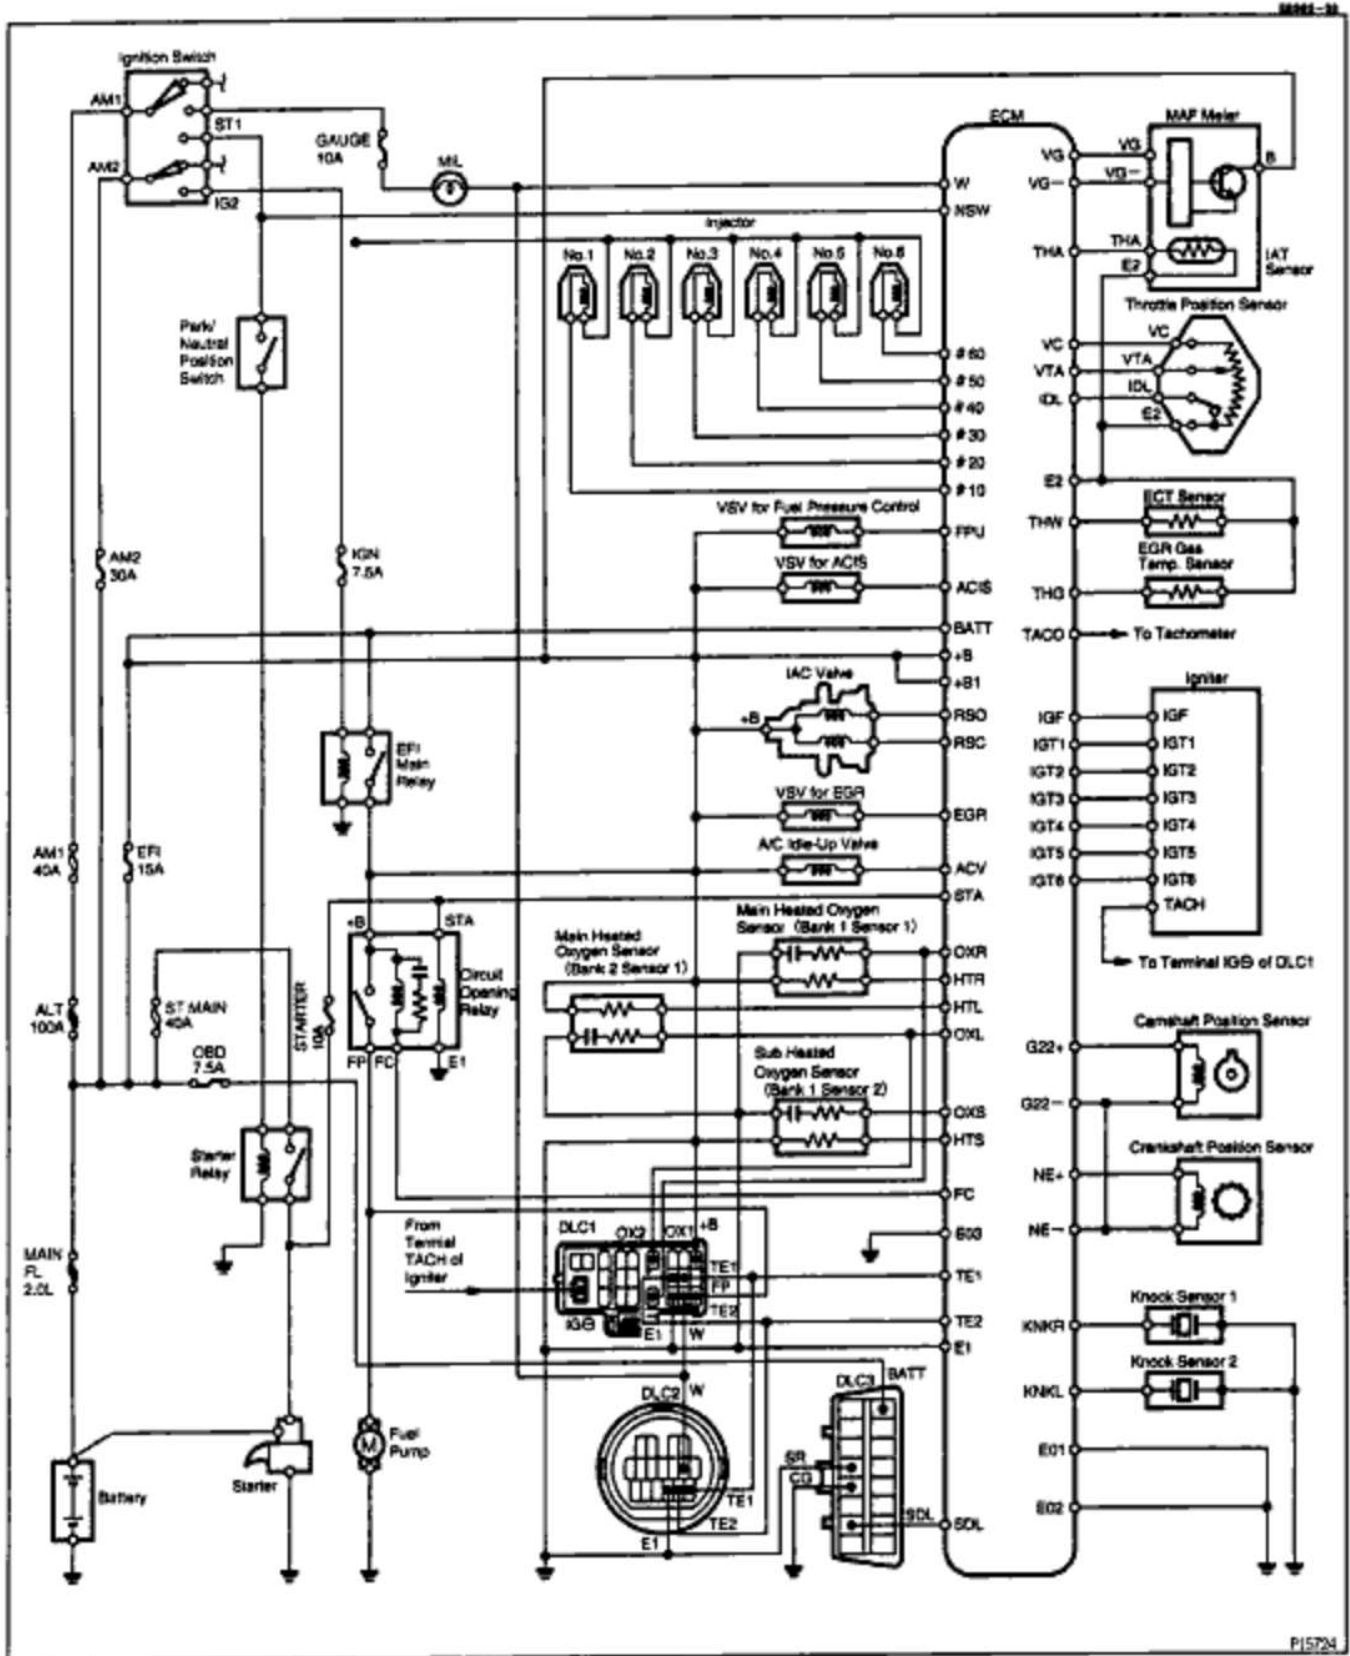 Ignition Switch
AM1
ST1
AM2
IG2
GAUGE
10A
MIL
ECM
W
NSW
Injector
No.1
No.2
No.3
No.4
No.5
No.6
#60
#50
#40
#30
#20
#10
VSV for Fuel Pressure Control
FPU
VSV for ACIS
ACIS
BATT
+B
+B1
IAC Valve
+B
RSO
RSC
VSV for EGR
EGR
A/C Idle-Up Valve
ACV
STA
Main Heated Oxygen
Sensor (Bank 1 Sensor 1)
OXR
HTR
Main Heated
Oxygen Sensor
(Bank 2 Sensor 1)
HTL
OXL
Sub Heated
Oxygen Sensor
(Bank 1 Sensor 2)
OXS
HTS
FC
E03
TE1
TE2
E1
SDL
Park/
Neutral
Position
Switch
AM2
30A
IGN
7.5A
EFI
Main
Relay
AM1
40A
EFI
15A
+B
STA
Circuit
Opening
Relay
FP
FC
E1
ALT
100A
ST MAIN
40A
STARTER
10A
OBD
7.5A
Starter
Relay
MAIN
FL
2.0L
Battery
Starter
Fuel
Pump
From
Terminal
TACH of
Igniter
DLC1
OX2
OX1
+B
TE1
FP
TE2
IG⊖
E1
W
DLC2
W
TE1
TE2
E1
DLC3
BATT
SR
CG
SDL
MAF Meter
VG
VG
B
VG-
VG-
THA
THA
E2
IAT
Sensor
Throttle Position Sensor
VC
VC
VTA
VTA
IDL
IDL
E2
E2
ECT Sensor
THW
EGR Gas
Temp. Sensor
THG
TACO
To Tachometer
Igniter
IGF
IGF
IGT1
IGT1
IGT2
IGT2
IGT3
IGT3
IGT4
IGT4
IGT5
IGT5
IGT6
IGT6
TACH
To Terminal IG⊖ of DLC1
Camshaft Position Sensor
G22+
G22-
Crankshaft Position Sensor
NE+
NE-
Knock Sensor 1
KNKR
Knock Sensor 2
KNKL
E01
E02
P15724